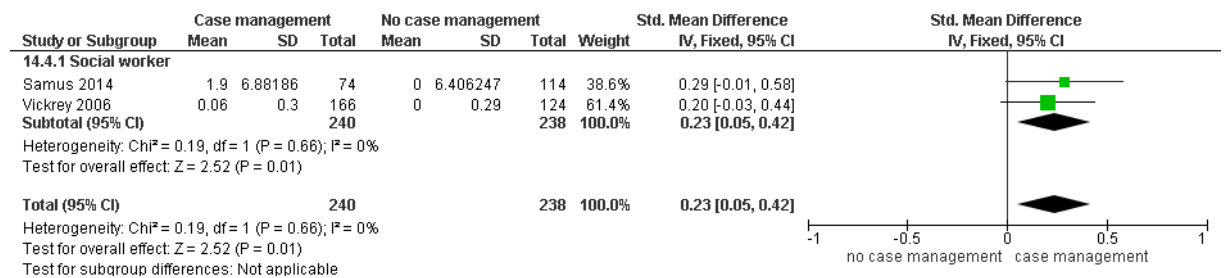 Case management No case management Std. Mean Difference Std. Mean Difference
Study or Subgroup Mean SD Total Mean SD Total Weight IV, Fixed, 95% CI IV, Fixed, 95% CI
14.4.1 Social worker
Samus 2014 1.9 6.88186 74 0 6.406247 114 38.6% 0.29 [-0.01, 0.58]
Vickrey 2006 0.06 0.3 166 0 0.29 124 61.4% 0.20 [-0.03, 0.44]
Subtotal (95% CI) 240 238 100.0% 0.23 [0.05, 0.42]
Heterogeneity: Chi² = 0.19, df = 1 (P = 0.66); I² = 0%
Test for overall effect: Z = 2.52 (P = 0.01)
Total (95% CI) 240 238 100.0% 0.23 [0.05, 0.42]
Heterogeneity: Chi² = 0.19, df = 1 (P = 0.66); I² = 0%
Test for overall effect: Z = 2.52 (P = 0.01)
Test for subgroup differences: Not applicable
-1 -0.5 0 0.5 1
no case management case management